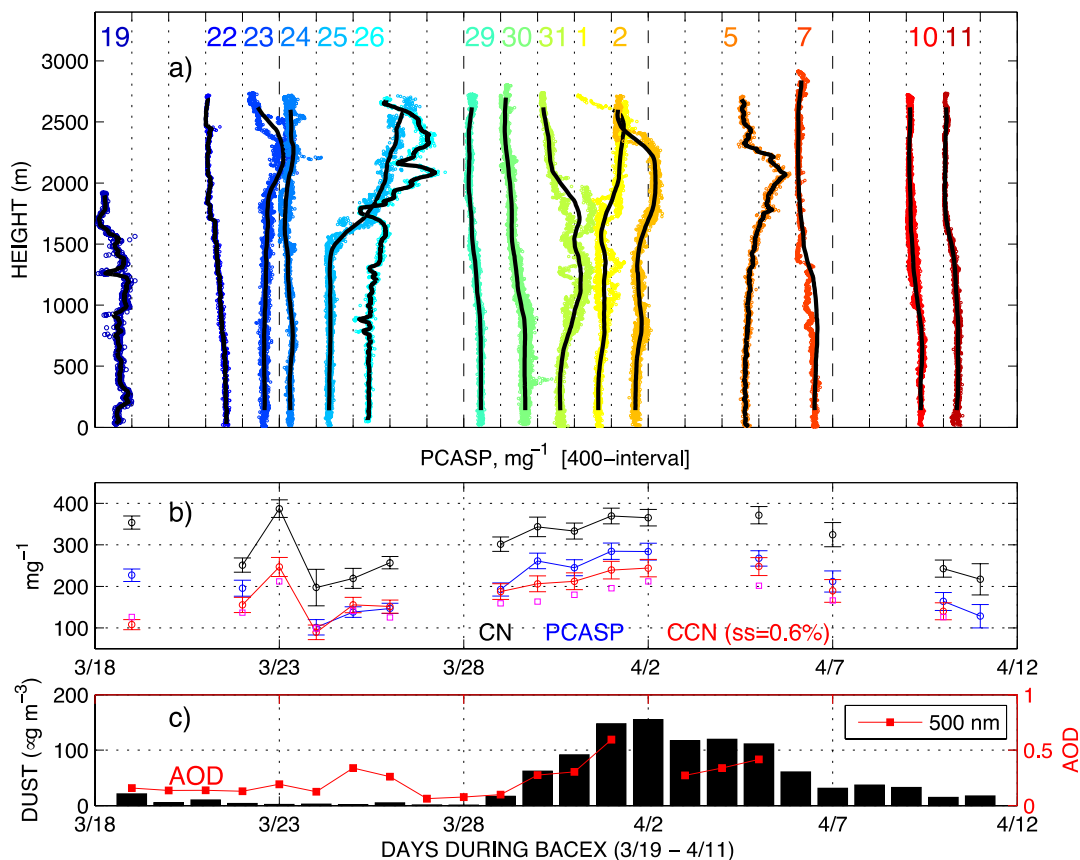 19 22 23 24 25 26 29 30 31 1 2 5 7 10 11
a)
3000
2500
2000
1500
1000
500
0
HEIGHT (m)
PCASP, mg⁻¹ [400−interval]
b)
400
300
200
100
mg⁻¹
CN PCASP CCN (ss=0.6%)
3/18 3/23 3/28 4/2 4/7 4/12
c)
200
100
0
DUST (∝g m⁻³)
AOD
500 nm
1
0.5
0
AOD
3/18 3/23 3/28 4/2 4/7 4/12
DAYS DURING BACEX (3/19 − 4/11)